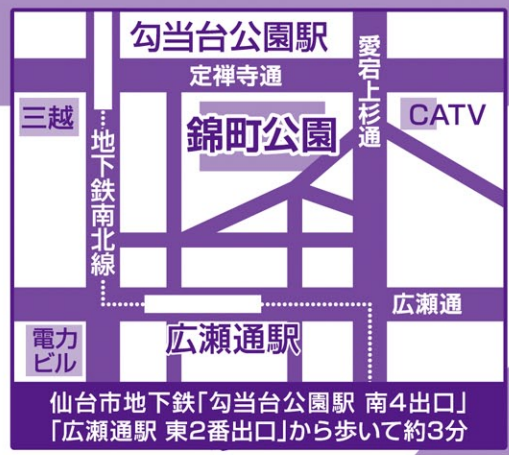 勾当台公園駅
定禅寺通
愛宕上杉通
三越
CATV
錦町公園
地下鉄南北線
広瀬通
電力
ビル
広瀬通駅
仙台市地下鉄「勾当台公園駅 南4出口」
「広瀬通駅 東2番出口」から歩いて約3分